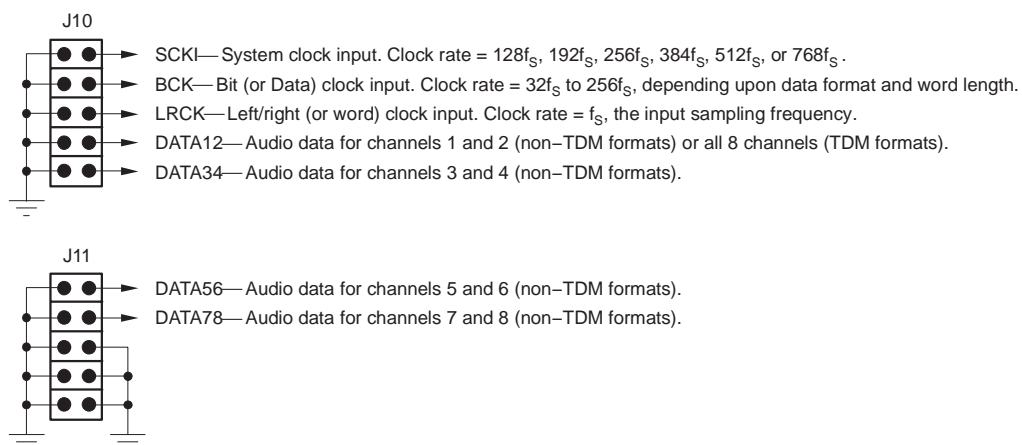 J10
SCKI—System clock input. Clock rate = 128fS, 192fS, 256fS, 384fS, 512fS, or 768fS.
BCK—Bit (or Data) clock input. Clock rate = 32fS to 256fS, depending upon data format and word length.
LRCK—Left/right (or word) clock input. Clock rate = fS, the input sampling frequency.
DATA12—Audio data for channels 1 and 2 (non−TDM formats) or all 8 channels (TDM formats).
DATA34—Audio data for channels 3 and 4 (non−TDM formats).
J11
DATA56—Audio data for channels 5 and 6 (non−TDM formats).
DATA78—Audio data for channels 7 and 8 (non−TDM formats).